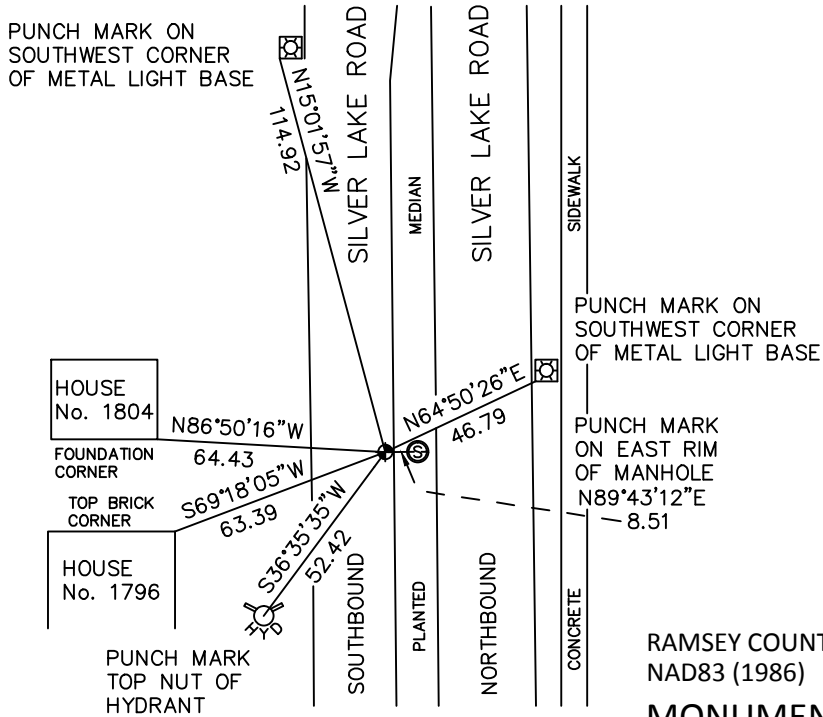 PUNCH MARK ON
SOUTHWEST CORNER
OF METAL LIGHT BASE
N15°01'57"W
114.92
SILVER LAKE ROAD
MEDIAN
SILVER LAKE ROAD
SIDEWALK
PUNCH MARK ON
SOUTHWEST CORNER
OF METAL LIGHT BASE
HOUSE
No. 1804
N86°50'16"W
64.43
FOUNDATION
CORNER
N64°50'26"E
46.79
S
PUNCH MARK
ON EAST RIM
OF MANHOLE
N89°43'12"E
8.51
TOP BRICK
CORNER
S69°18'05"W
63.39
HOUSE
No. 1796
S36°35'35"W
52.42
HYD
PUNCH MARK
TOP NUT OF
HYDRANT
SOUTHBOUND
PLANTED
NORTHBOUND
CONCRETE
RAMSEY COUNT
NAD83 (1986)
MONUMEN